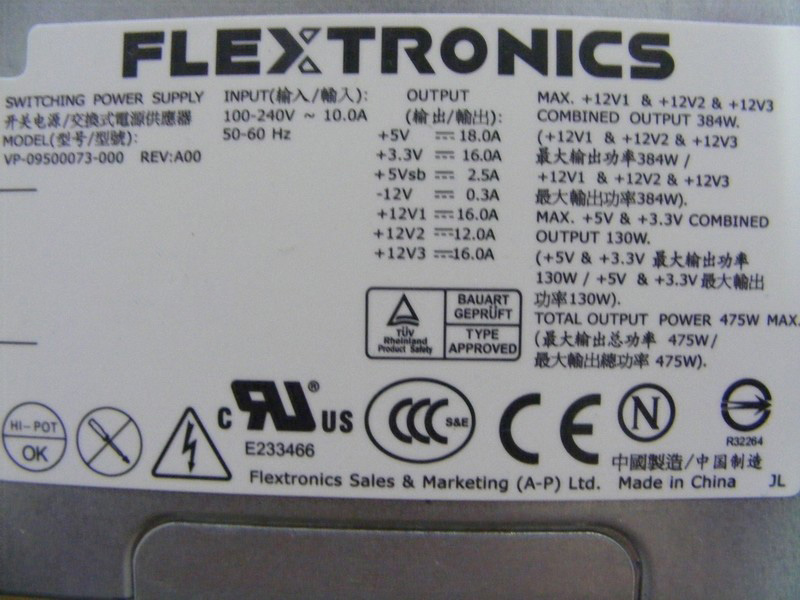 FLEXTRONICS
SWITCHING POWER SUPPLY
开关电源/交換式電源供應器
MODEL(型号/型號):
VP-09500073-000 REV:A00
INPUT(输入/輸入):
100-240V ~ 10.0A
50-60 Hz
OUTPUT
(输出/輸出):
+5V ⎓ 18.0A
+3.3V ⎓ 16.0A
+5Vsb ⎓ 2.5A
-12V ⎓ 0.3A
+12V1 ⎓ 16.0A
+12V2 ⎓ 12.0A
+12V3 ⎓ 16.0A
MAX. +12V1 & +12V2 & +12V3
COMBINED OUTPUT 384W.
(+12V1 & +12V2 & +12V3
最大输出功率384W /
+12V1 & +12V2 & +12V3
最大輸出功率384W).
MAX. +5V & +3.3V COMBINED
OUTPUT 130W.
(+5V & +3.3V 最大输出功率
130W / +5V & +3.3V 最大輸出
功率130W).
TOTAL OUTPUT POWER 475W MAX.
(最大输出总功率 475W/
最大輸出總功率 475W).
TÜV
Rheinland
Product Safety
BAUART
GEPRÜFT
TYPE
APPROVED
HI-POT
OK
c RU US
®
E233466
CCC
S&E
CE
N
R32264
中國製造/中国制造
Flextronics Sales & Marketing (A-P) Ltd. Made in China JL